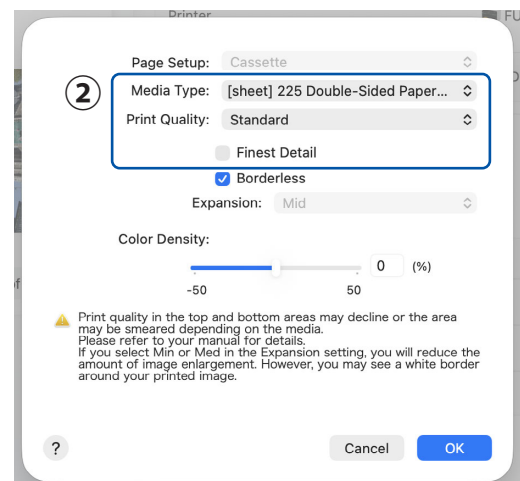 Printer
FU
Page Setup: Cassette
②
Media Type: [sheet] 225 Double-Sided Paper...
Print Quality: Standard
Finest Detail
Borderless
Expansion: Mid
Color Density:
0 (%)
-50 50
Print quality in the top and bottom areas may decline or the area
may be smeared depending on the media.
Please refer to your manual for details.
If you select Min or Med in the Expansion setting, you will reduce the
amount of image enlargement. However, you may see a white border
around your printed image.
? Cancel OK